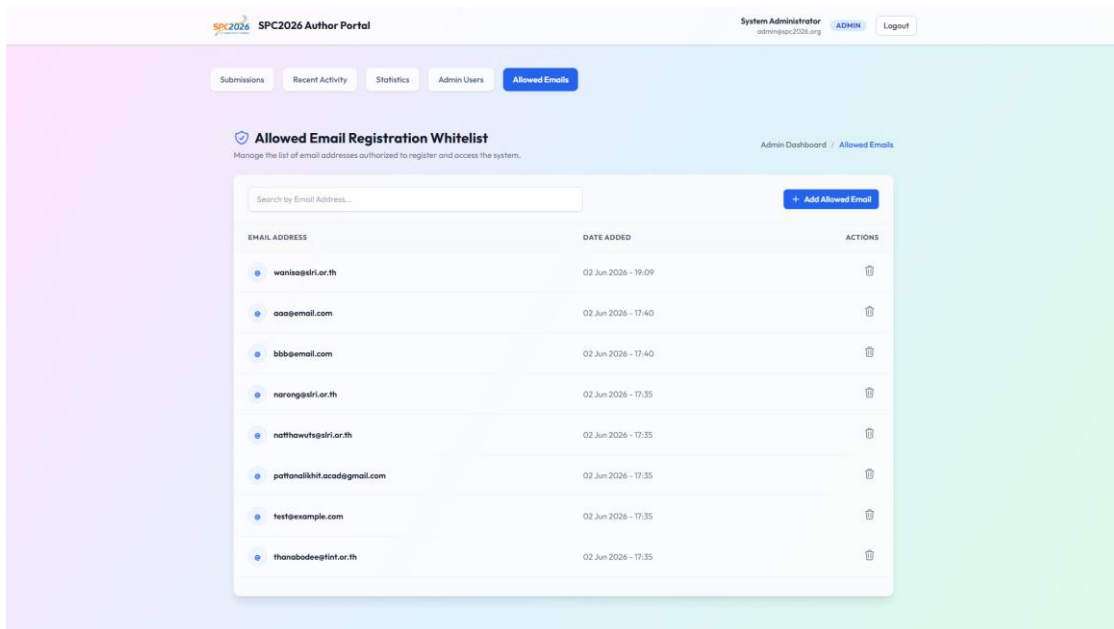 SPC2026 SPC2026 Author Portal
System Administrator
admin@spc2026.org
ADMIN
Logout
Submissions
Recent Activity
Statistics
Admin Users
Allowed Emails
Allowed Email Registration Whitelist
Manage the list of email addresses authorized to register and access the system.
Admin Dashboard / Allowed Emails
Search by Email Address...
+ Add Allowed Email
EMAIL ADDRESS DATE ADDED ACTIONS
@ wanisa@slri.or.th 02 Jun 2026 - 19:09
@ aaa@email.com 02 Jun 2026 - 17:40
@ bbb@email.com 02 Jun 2026 - 17:40
@ narong@slri.or.th 02 Jun 2026 - 17:35
@ natthawuts@slri.or.th 02 Jun 2026 - 17:35
@ pattanalikhit.acad@gmail.com 02 Jun 2026 - 17:35
@ test@example.com 02 Jun 2026 - 17:35
@ thanabodee@tint.or.th 02 Jun 2026 - 17:35